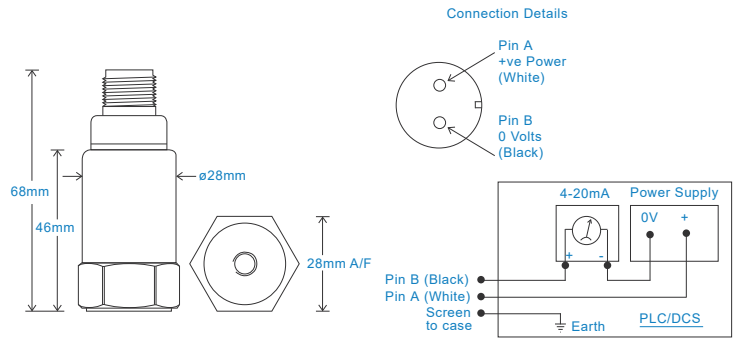 Connection Details
Pin A
+ve Power
(White)
Pin B
0 Volts
(Black)
68mm
46mm
ø28mm
28mm A/F
4-20mA
Power Supply
0V
+
+
-
Pin B (Black)
Pin A (White)
Screen
to case
Earth
PLC/DCS